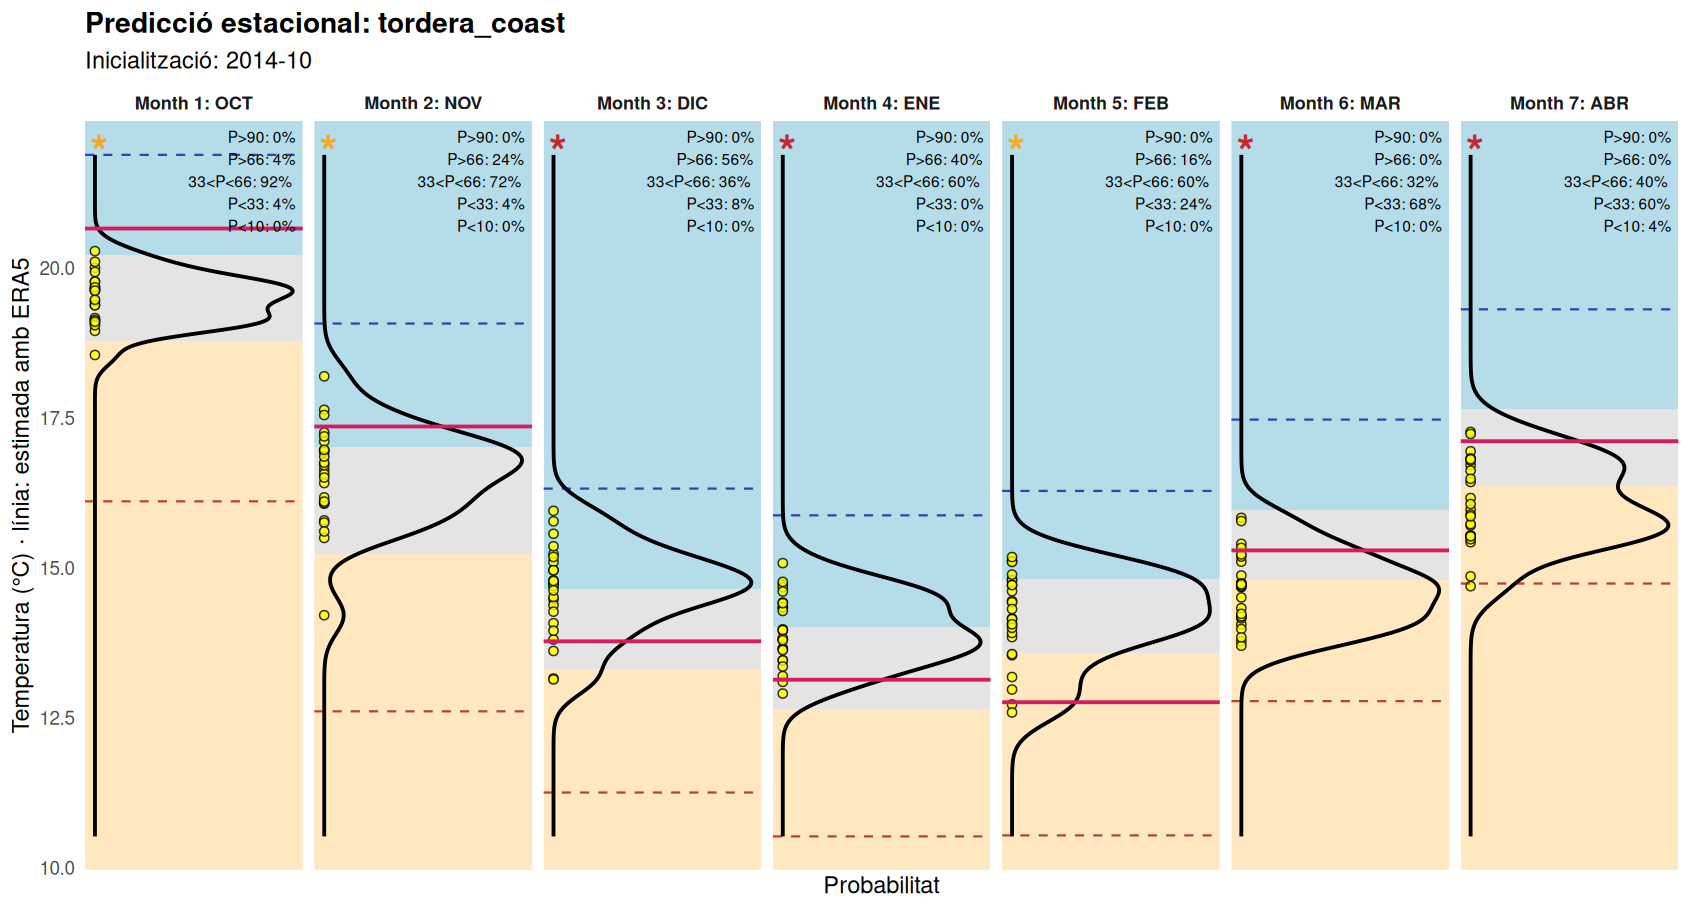 Predicció estacional: tordera_coast
Inicialització: 2014-10
Month 1: OCT
Month 2: NOV
Month 3: DIC
Month 4: ENE
Month 5: FEB
Month 6: MAR
Month 7: ABR
*
P>90: 0%
P>66: 4%
33<P<66: 92%
P<33: 4%
P<10: 0%
*
P>90: 0%
P>66: 24%
33<P<66: 72%
P<33: 4%
P<10: 0%
*
P>90: 0%
P>66: 56%
33<P<66: 36%
P<33: 8%
P<10: 0%
*
P>90: 0%
P>66: 40%
33<P<66: 60%
P<33: 0%
P<10: 0%
*
P>90: 0%
P>66: 16%
33<P<66: 60%
P<33: 24%
P<10: 0%
*
P>90: 0%
P>66: 0%
33<P<66: 32%
P<33: 68%
P<10: 0%
*
P>90: 0%
P>66: 0%
33<P<66: 40%
P<33: 60%
P<10: 4%
Temperatura (°C) · línia: estimada amb ERA5
20.0
17.5
15.0
12.5
10.0
Probabilitat